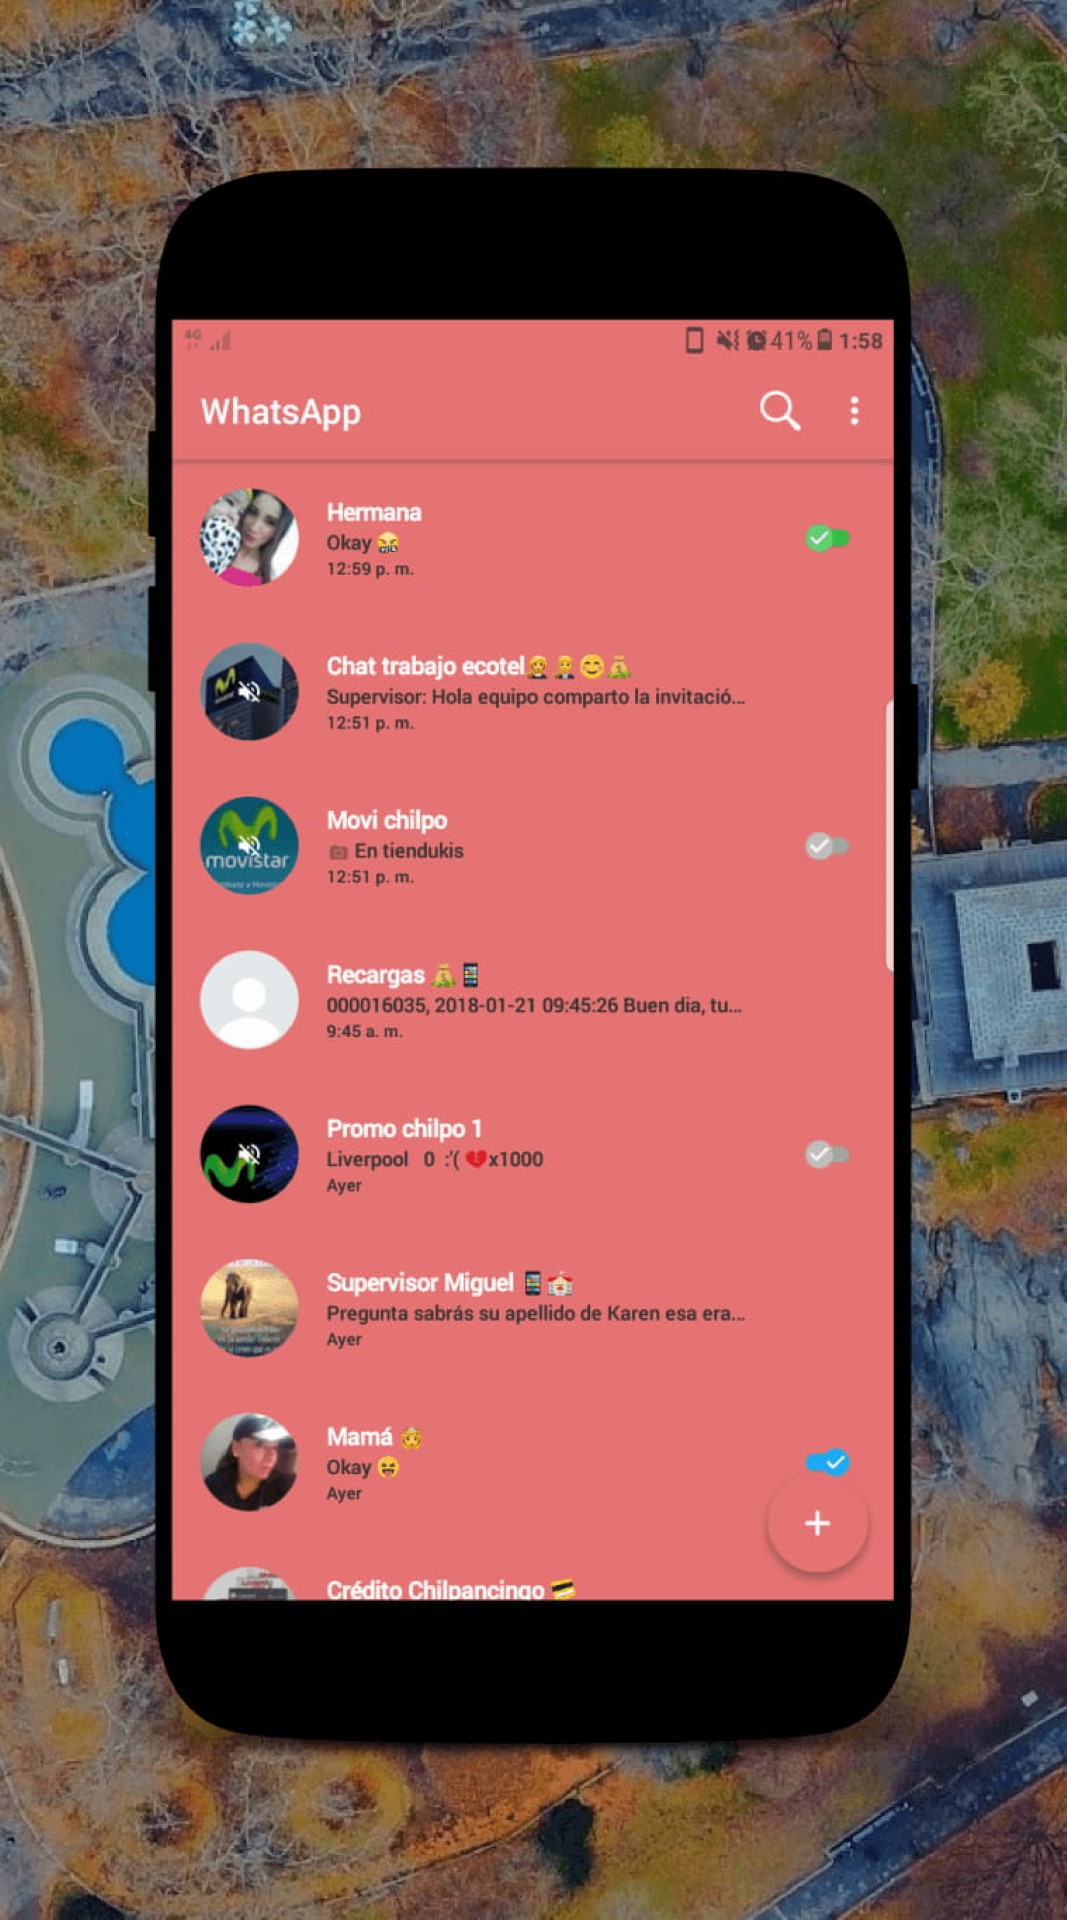 4G 41% 1:58
WhatsApp
Hermana
Okay 🤬
12:59 p. m.
Chat trabajo ecotel👩‍💼👨‍💼😊💰
Supervisor: Hola equipo comparto la invitació...
12:51 p. m.
Movi chilpo
movistar
📷 En tiendukis
12:51 p. m.
Recargas 💰📱
000016035, 2018-01-21 09:45:26 Buen dia, tu...
9:45 a. m.
Promo chilpo 1
Liverpool 0 :'( 💔x1000
Ayer
Supervisor Miguel 📱🏫
Pregunta sabrás su apellido de Karen esa era...
Ayer
Mamá 👵
Okay 😝
Ayer
+
Crédito Chilpancingo 💳